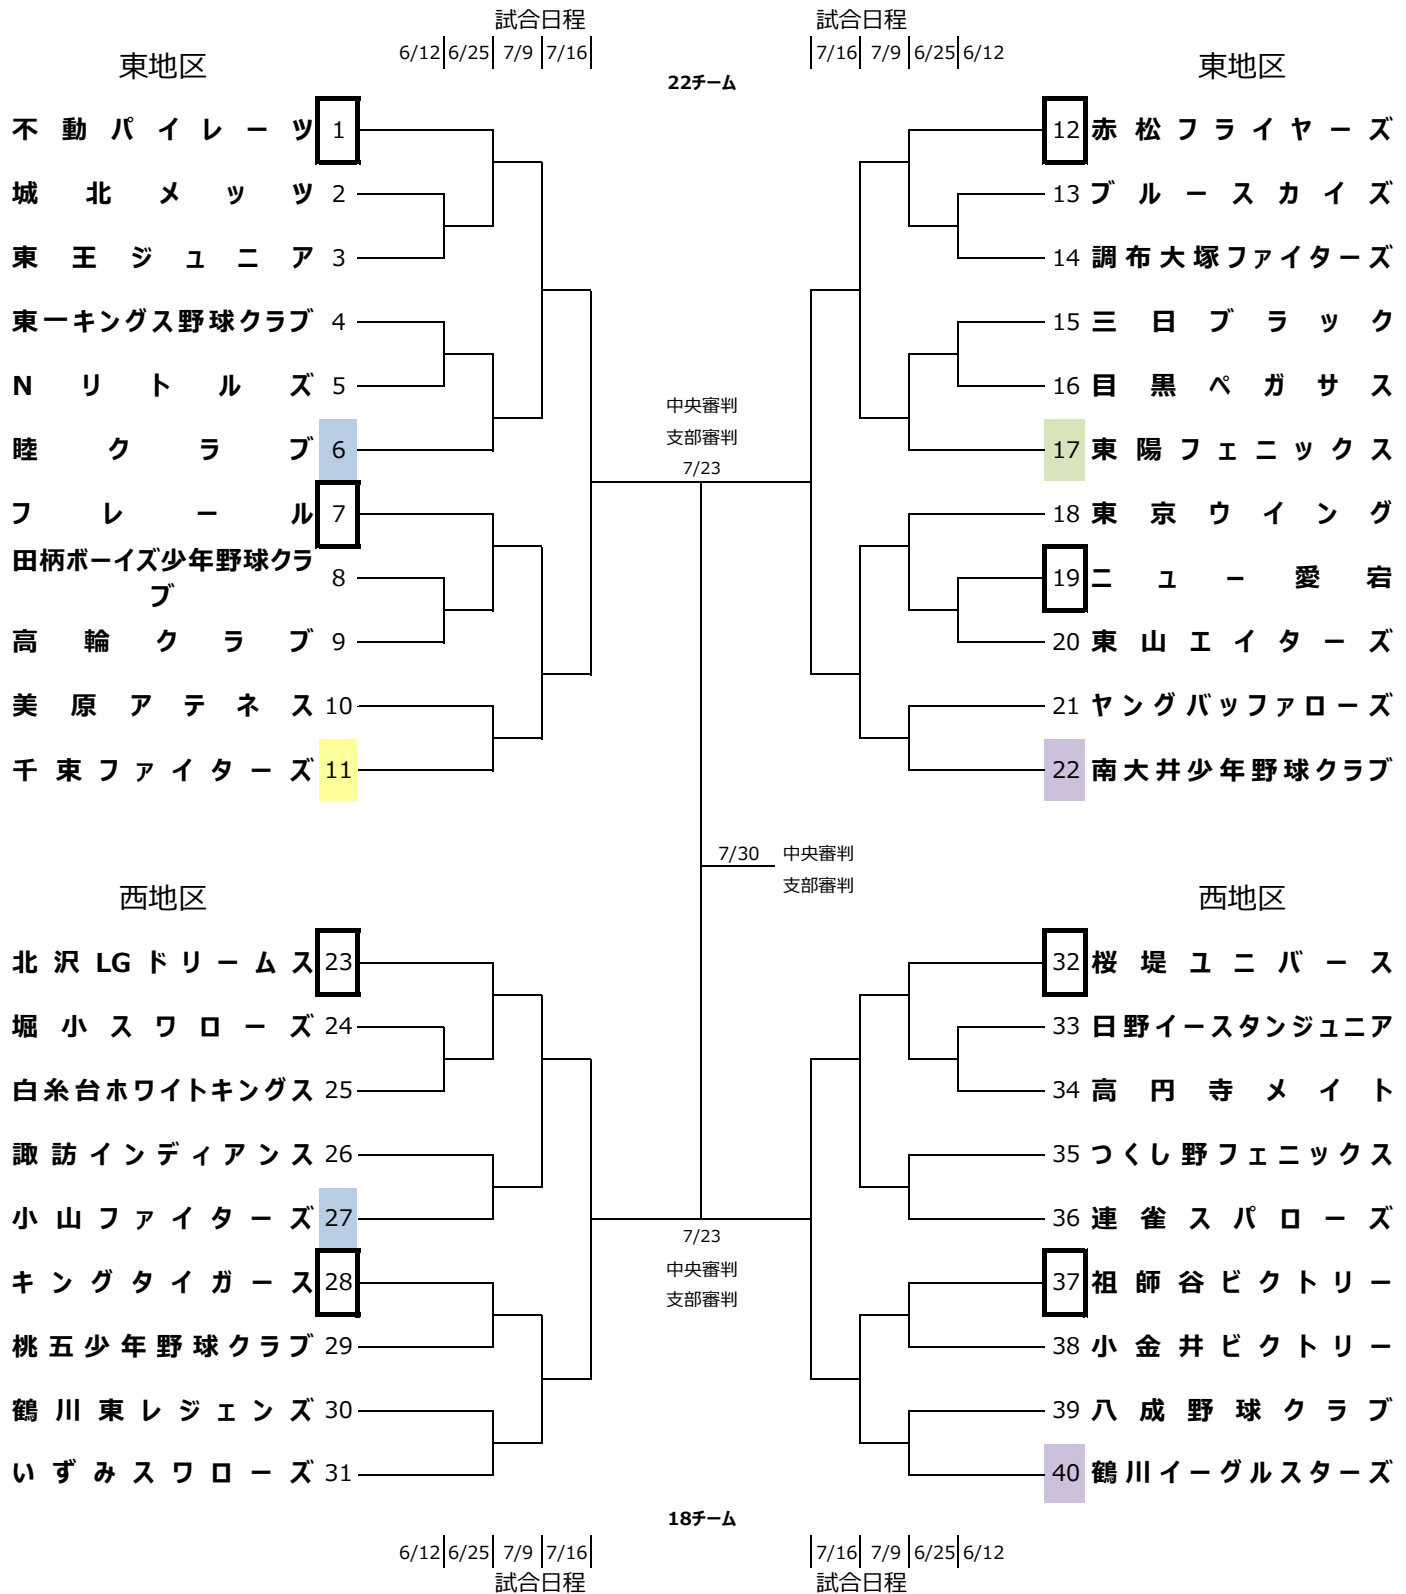 試合日程
試合日程
6/12 6/25 7/9 7/16
7/16 7/9 6/25 6/12
東地区
22チーム
東地区
不動パイレーツ 1
城北メッツ 2
東王ジュニア 3
東一キングス野球クラブ 4
Nリトルズ 5
睦クラブ 6
フレール 7
田柄ボーイズ少年野球クラ
ブ
8
高輪クラブ 9
美原アテネス 10
千束ファイターズ 11
12 赤松フライヤーズ
13 ブルースカイズ
14 調布大塚ファイターズ
15 三日ブラック
16 目黒ペガサス
17 東陽フェニックス
18 東京ウイング
19 ニュー愛宕
20 東山エイターズ
21 ヤングバッファローズ
22 南大井少年野球クラブ
中央審判
支部審判
7/23
7/30 中央審判
支部審判
西地区
西地区
北沢LGドリームス 23
堀小スワローズ 24
白糸台ホワイトキングス 25
諏訪インディアンス 26
小山ファイターズ 27
キングタイガース 28
桃五少年野球クラブ 29
鶴川東レジェンズ 30
いずみスワローズ 31
32 桜堤ユニバース
33 日野イースタンジュニア
34 高円寺メイト
35 つくし野フェニックス
36 連雀スパローズ
37 祖師谷ビクトリー
38 小金井ビクトリー
39 八成野球クラブ
40 鶴川イーグルスターズ
7/23
中央審判
支部審判
18チーム
6/12 6/25 7/9 7/16
7/16 7/9 6/25 6/12
試合日程
試合日程